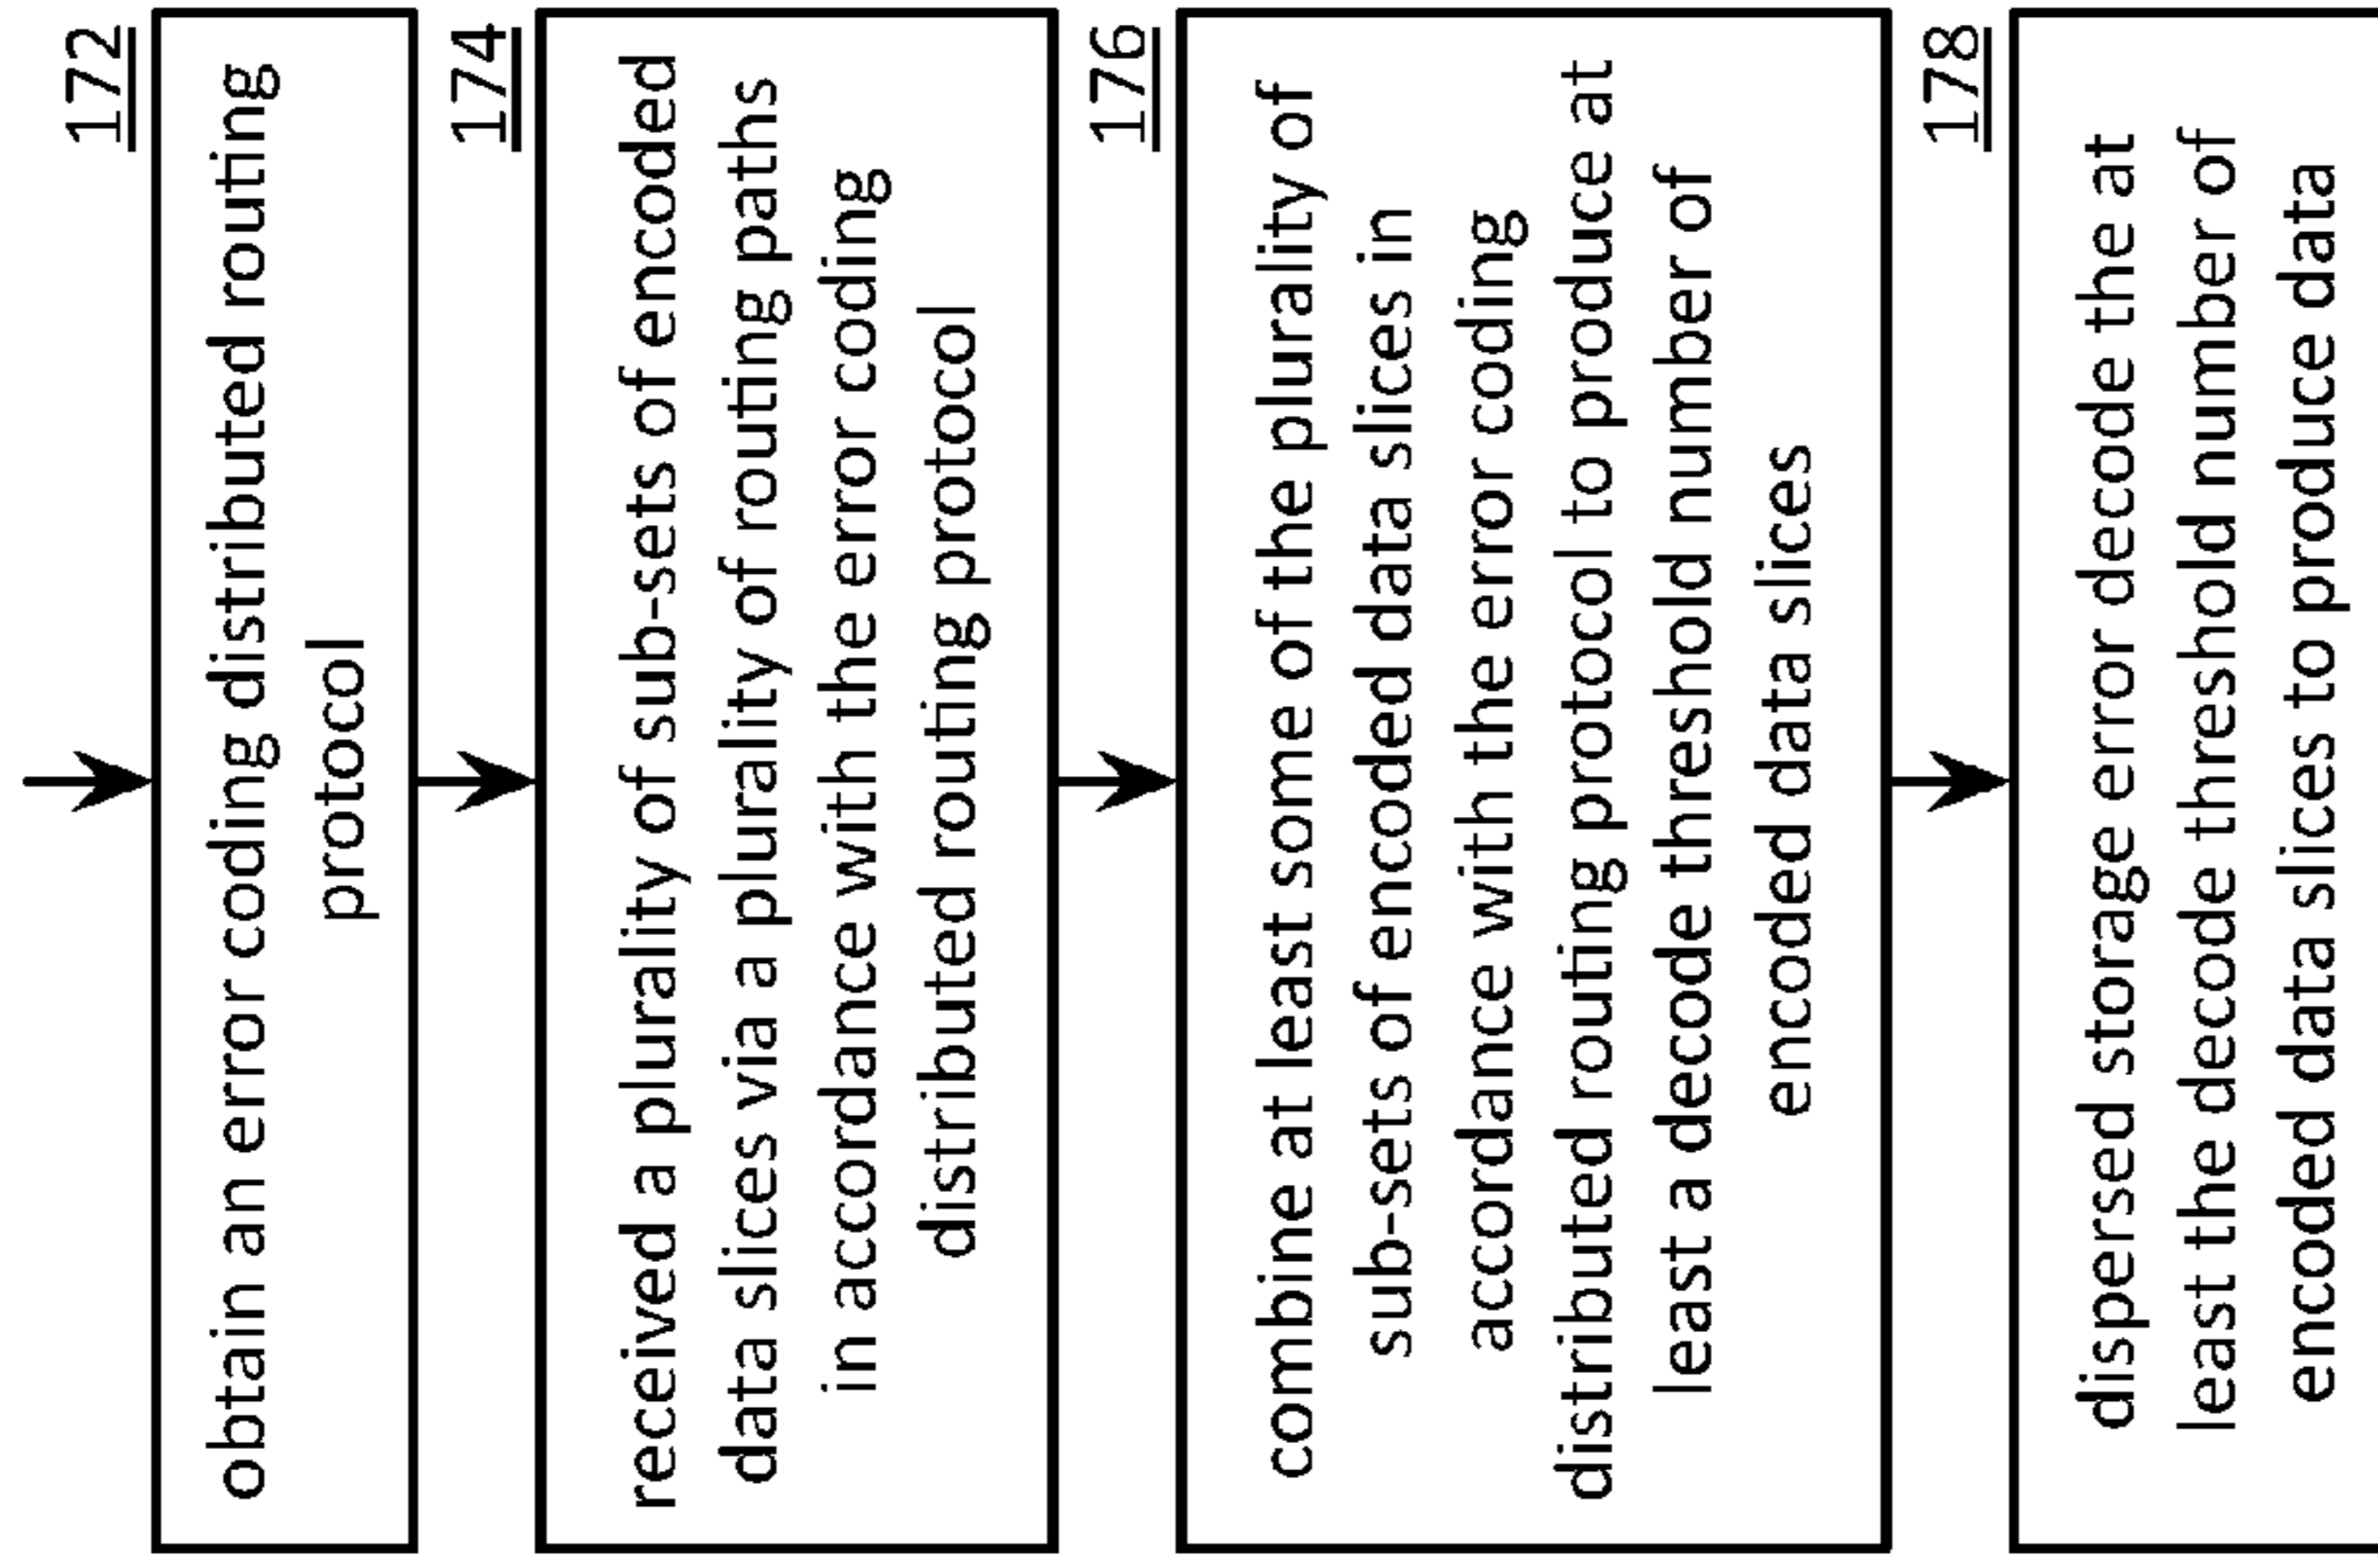 172
obtain an error coding distributed routing
protocol
174
received a plurality of sub-sets of encoded
data slices via a plurality of routing paths
in accordance with the error coding
distributed routing protocol
176
combine at least some of the plurality of
sub-sets of encoded data slices in
accordance with the error coding
distributed routing protocol to produce at
least a decode threshold number of
encoded data slices
178
dispersed storage error decode the at
least the decode threshold number of
encoded data slices to produce data